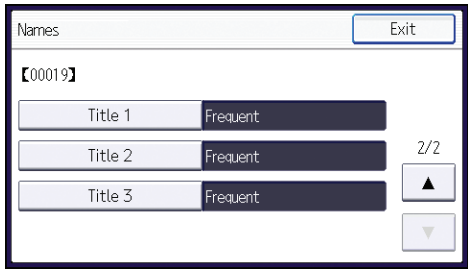 Names Exit
【00019】
Title 1 Frequent
2/2
Title 2 Frequent
▲
Title 3 Frequent
▼